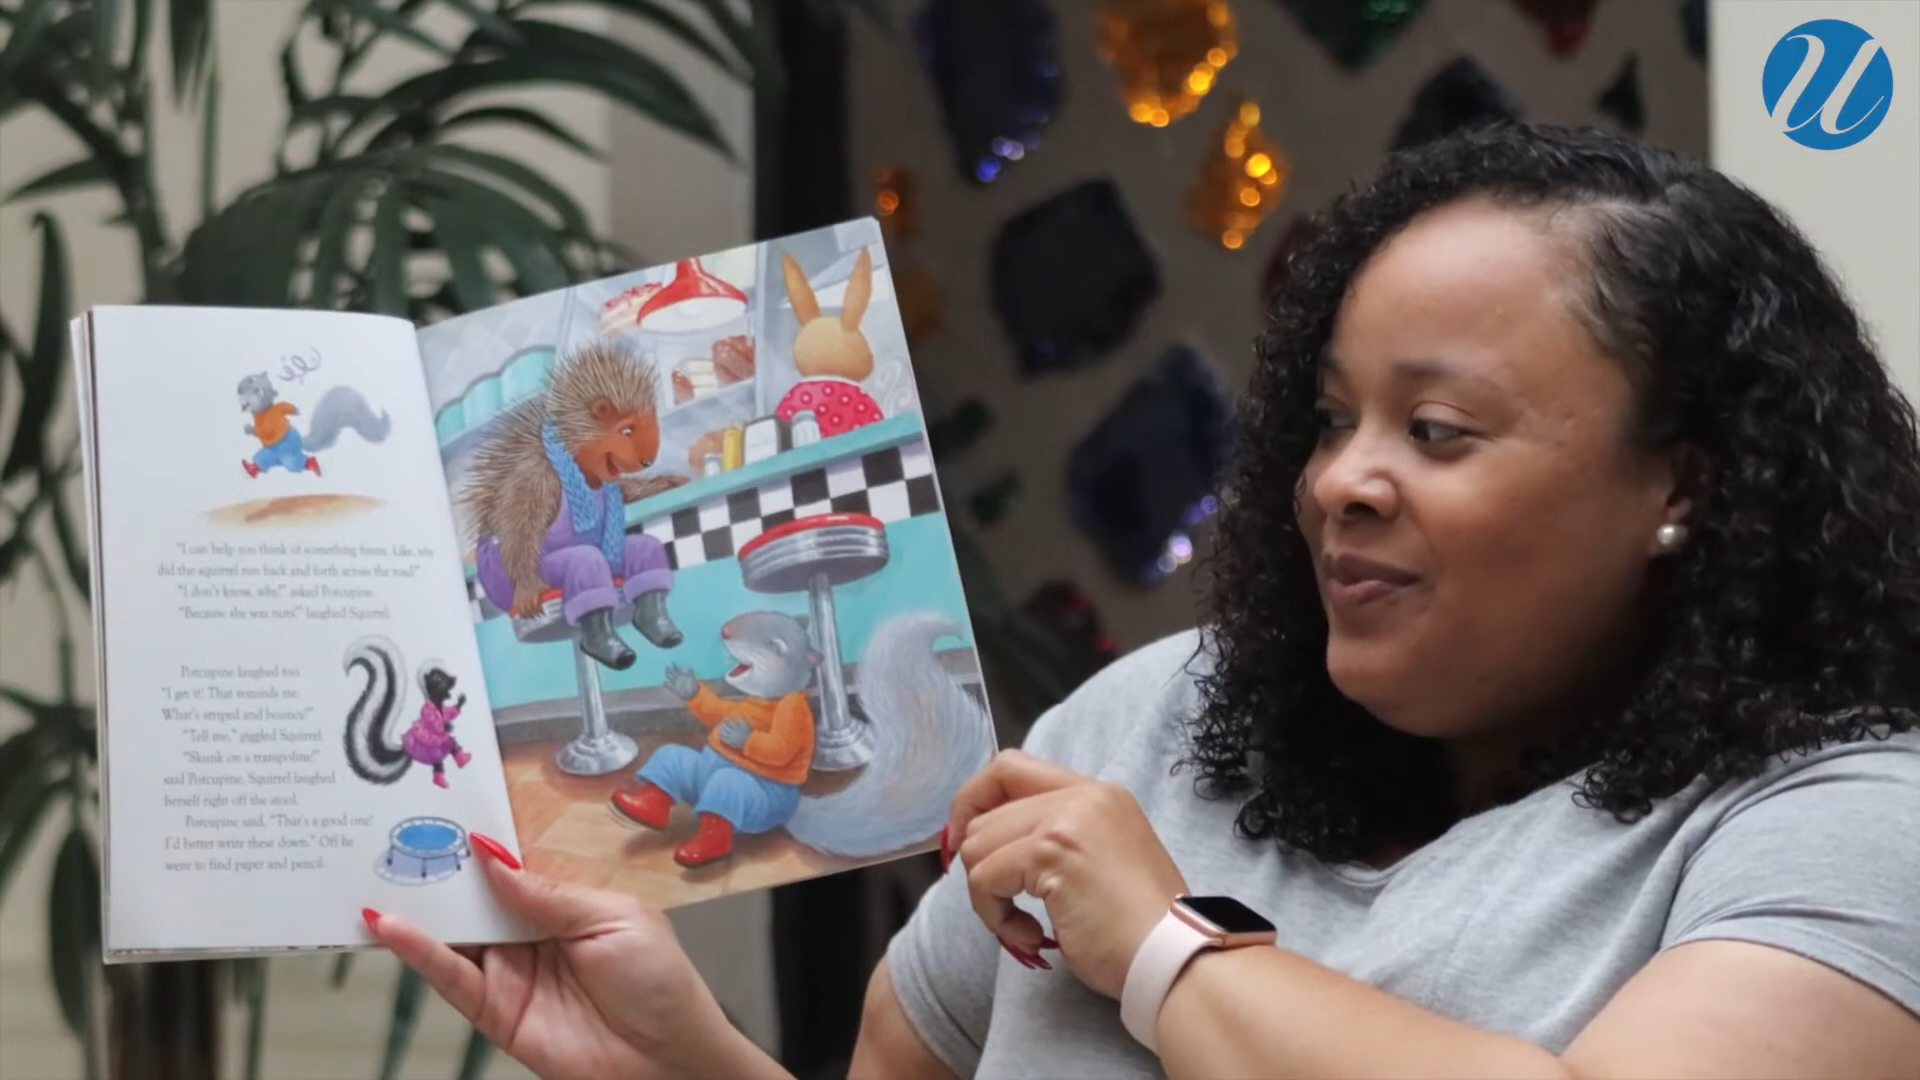 "I can help you think of something funny. Like, why
did the squirrel run back and forth across the road?"
"I don't know, why?" asked Porcupine.
"Because she was nuts!" laughed Squirrel.
Porcupine laughed too.
"I get it! That reminds me.
What's striped and bouncy?"
"Tell me," giggled Squirrel.
"Skunk on a trampoline!"
said Porcupine. Squirrel laughed
herself right off the stool.
Porcupine said, "That's a good one!
I'd better write these down." Off he
went to find paper and pencil.